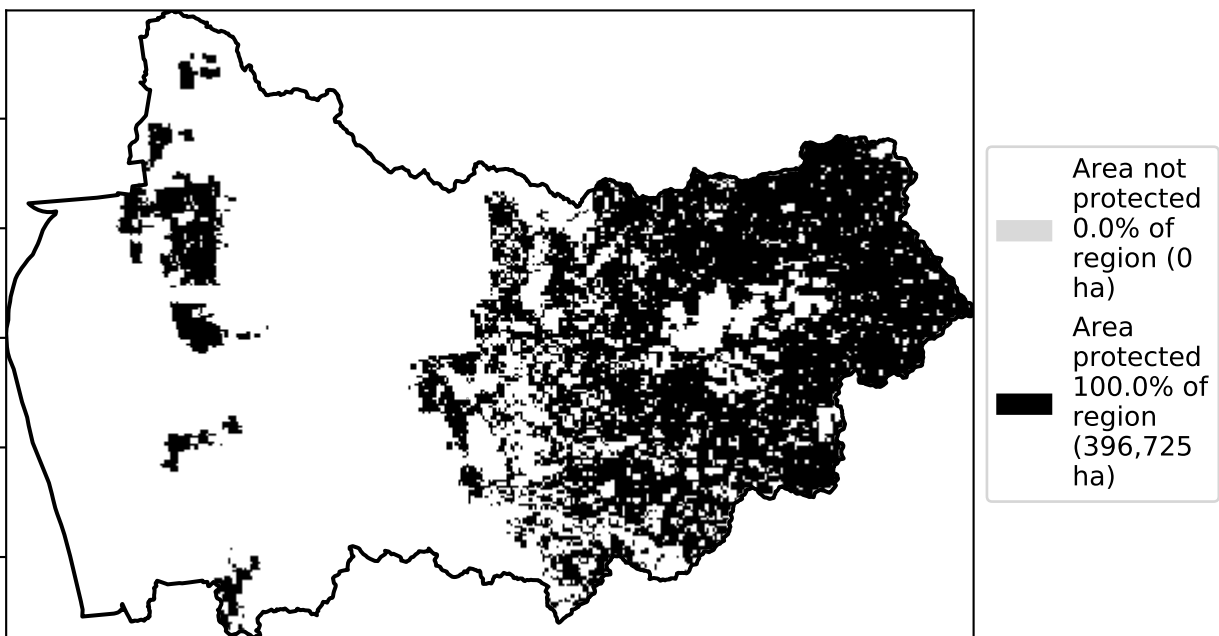 Area not
protected
0.0% of
region (0
ha)
Area
protected
100.0% of
region
(396,725
ha)